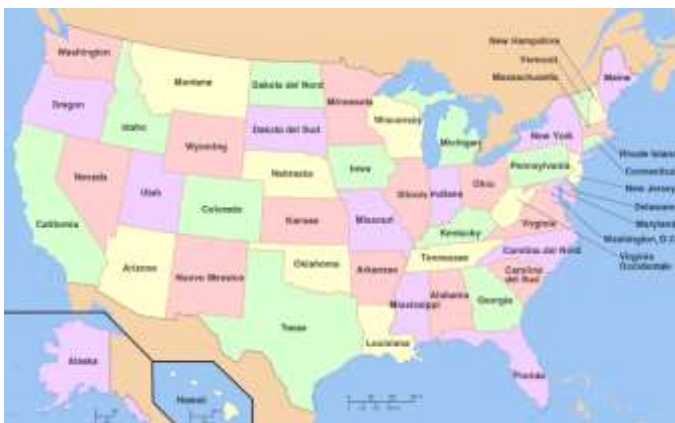 Washington
Montana
Dakota del Nord
Minnesota
Wisconsin
Michigan
New Hampshire
Vermont
Massachusetts
Maine
Oregon
Idaho
Wyoming
Dakota del Sud
Iowa
New York
Rhode Island
Connecticut
New Jersey
Delaware
Maryland
Washington, D.C.
Virginia
Occidentale
Nevada
Utah
Colorado
Nebraska
Kansas
Missouri
Illinois
Indiana
Ohio
Pennsylvania
Virginia
Kentucky
California
Arizona
Nuovo Messico
Oklahoma
Arkansas
Tennessee
Carolina del Nord
Carolina
del Sud
Texas
Louisiana
Mississippi
Alabama
Georgia
Florida
Alaska
Hawaii